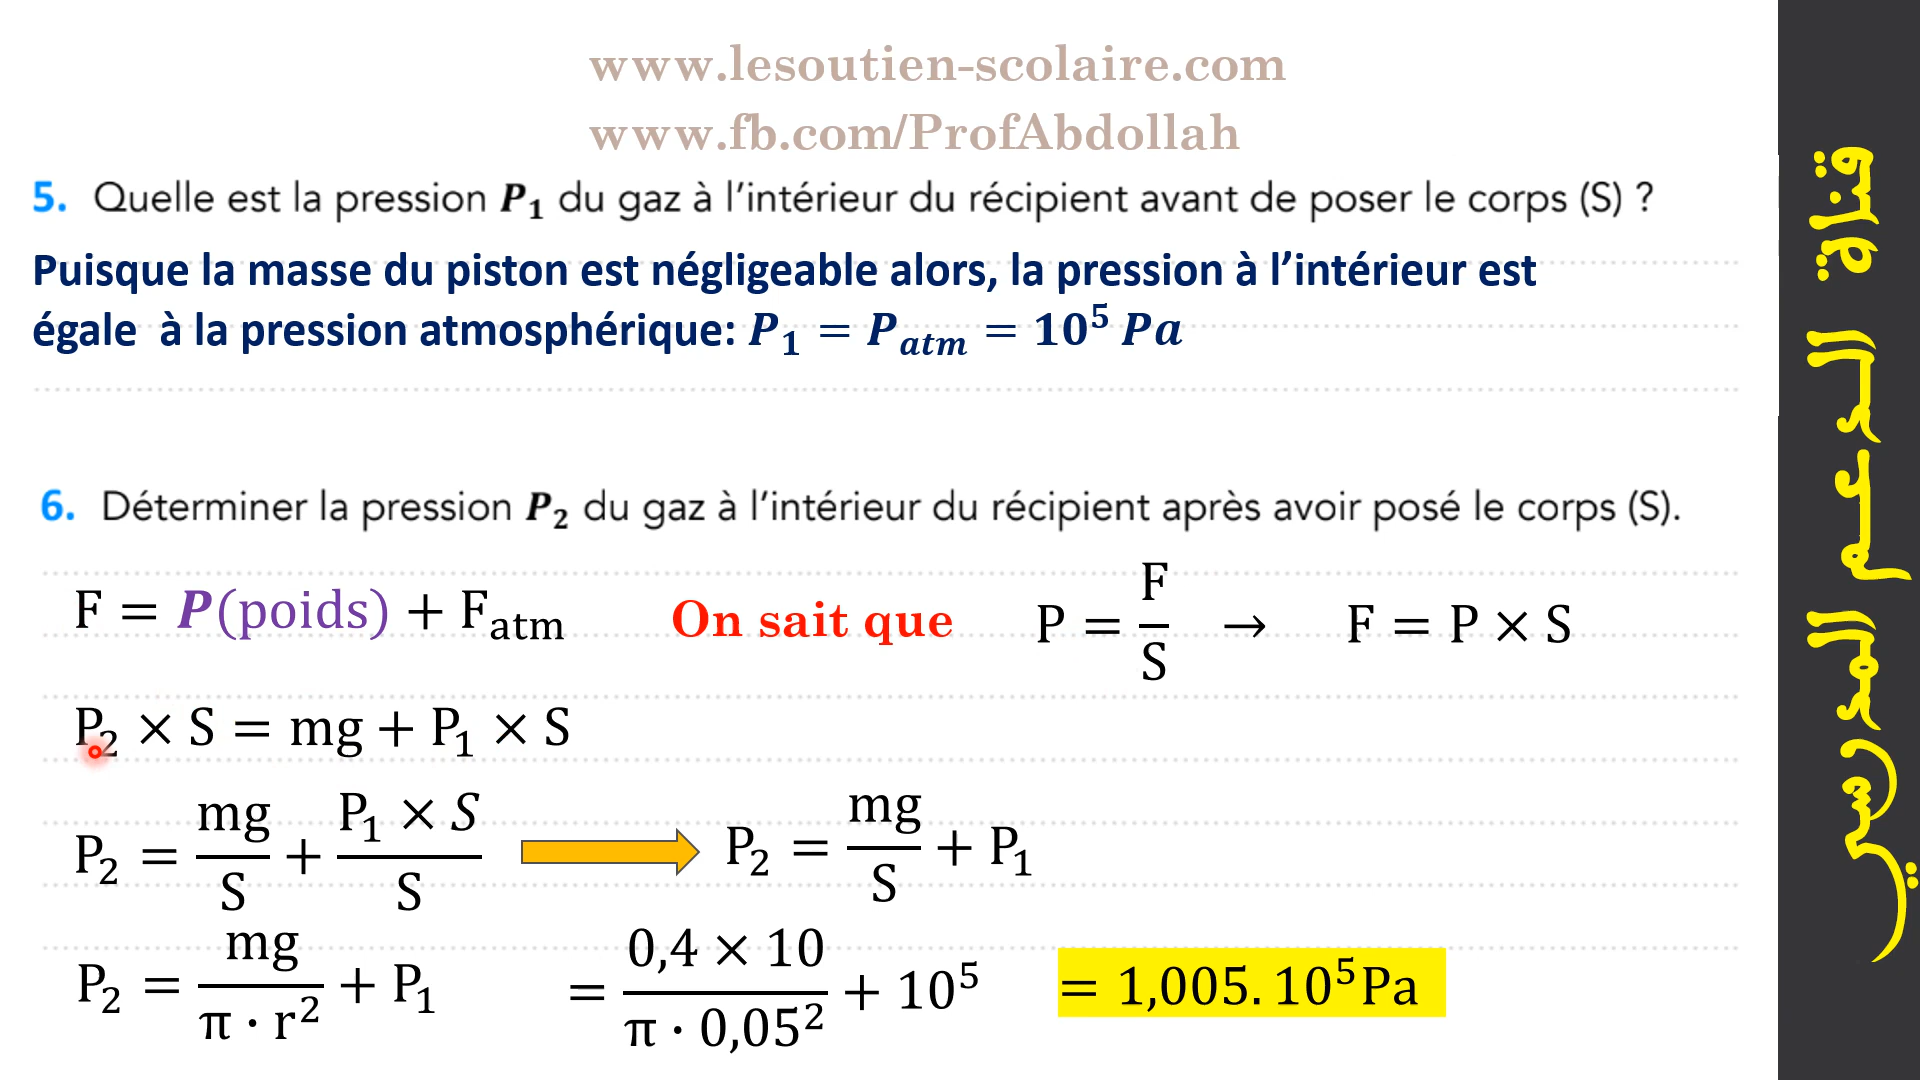 www.lesoutien-scolaire.com
www.fb.com/ProfAbdollah
5. Quelle est la pression P₁ du gaz à l’intérieur du récipient avant de poser le corps (S) ?
Puisque la masse du piston est négligeable alors, la pression à l’intérieur est
égale à la pression atmosphérique: P₁ = Pₐₜₘ = 10⁵ Pa
6. Déterminer la pression P₂ du gaz à l’intérieur du récipient après avoir posé le corps (S).
F = P(poids) + Fₐₜₘ On sait que P = F/S → F = P × S
P₂ × S = mg + P₁ × S
P₂ = mg/S + (P₁ × S)/S P₂ = mg/S + P₁
P₂ = mg/(π · r²) + P₁ = (0,4 × 10)/(π · 0,05²) + 10⁵ = 1,005. 10⁵Pa
قناة الدعم المدرسي